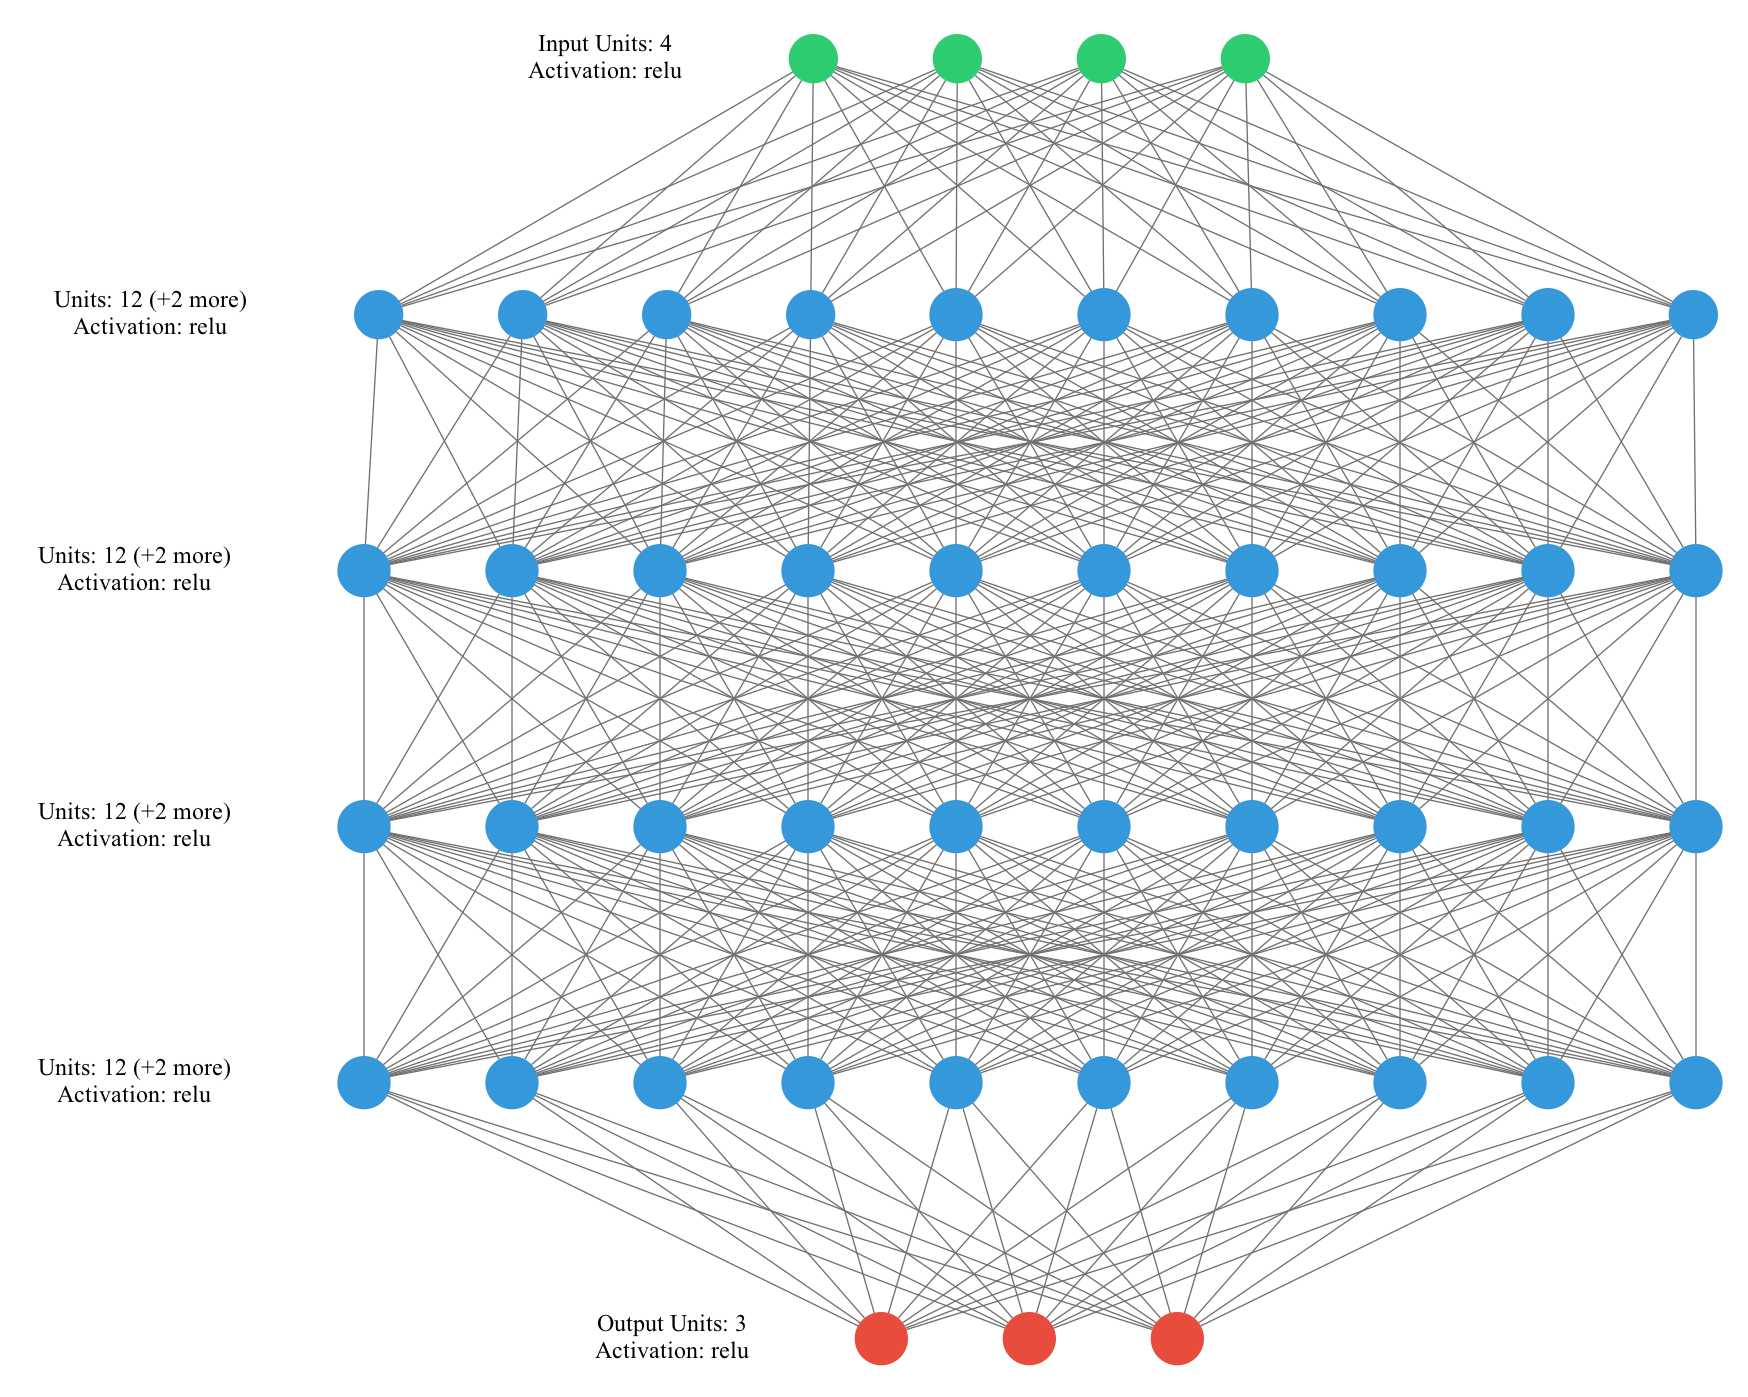 Input Units: 4
Activation: relu
Units: 12 (+2 more)
Activation: relu
Units: 12 (+2 more)
Activation: relu
Units: 12 (+2 more)
Activation: relu
Units: 12 (+2 more)
Activation: relu
Output Units: 3
Activation: relu